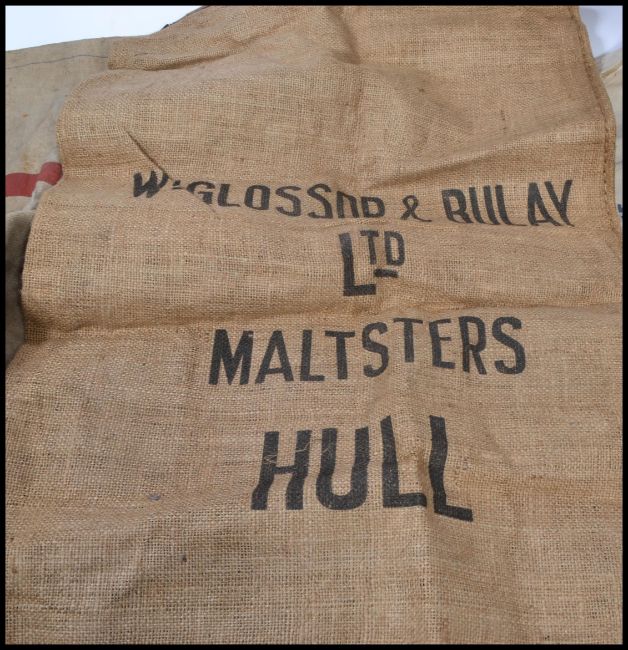 W. GLOSSOP & BULAY
LTD
MALTSTERS
HULL